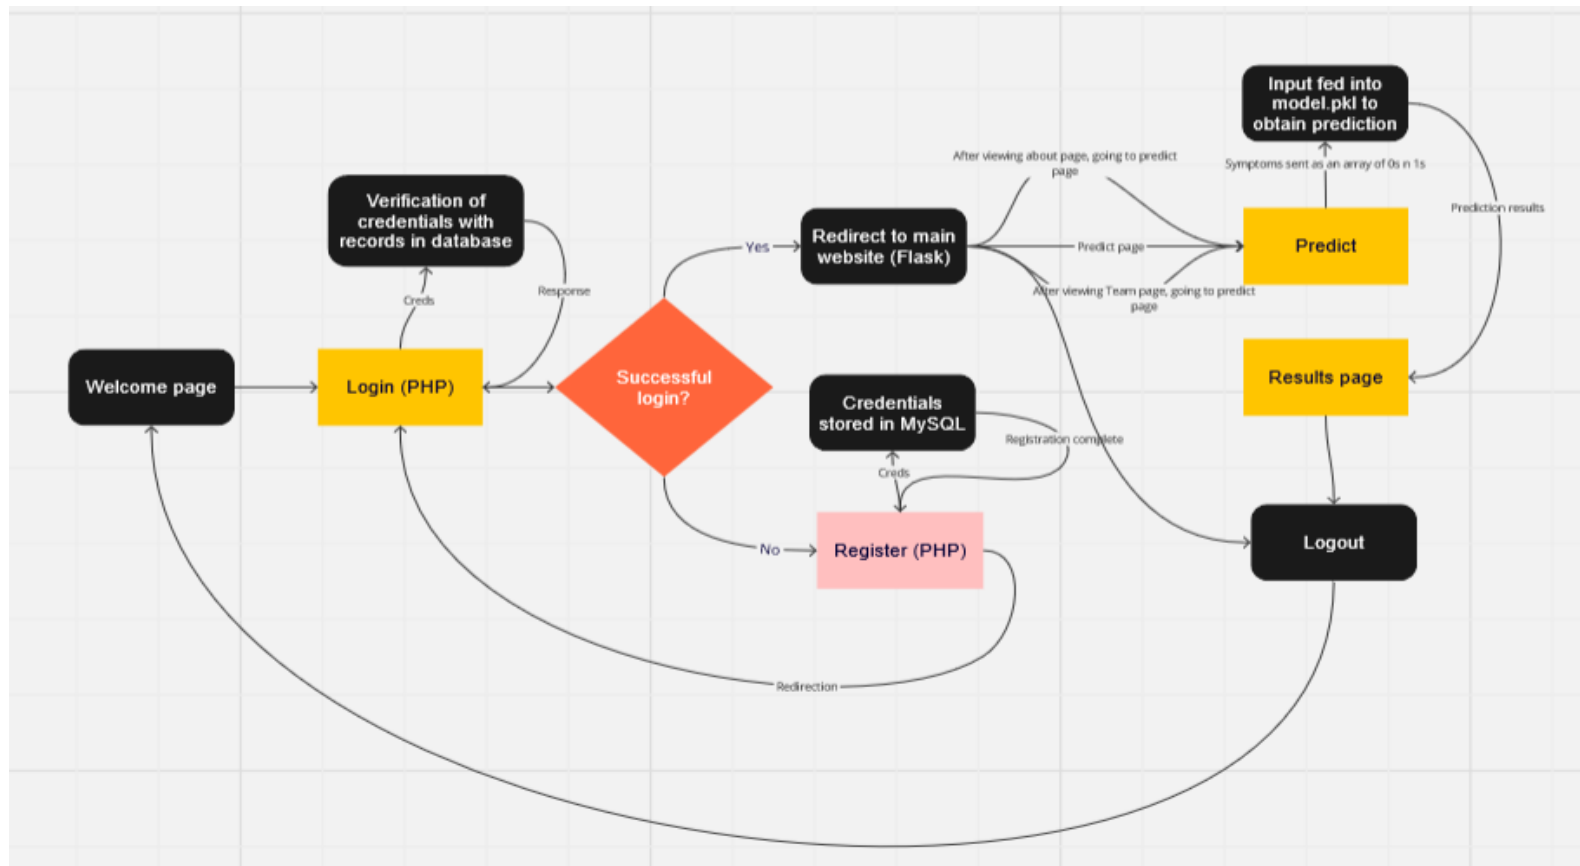 Input fed into
model.pkl to
obtain prediction
After viewing about page, going to predict
page
Symptoms sent as an array of 0s n 1s
Verification of
credentials with
records in database
Prediction results
Redirect to main
website (Flask)
Yes
Predict page
Predict
Creds
Response
After viewing Team page, going to predict
page
Welcome page
Login (PHP)
Successful
login?
Results page
Credentials
stored in MySQL
Registration complete
Creds
No
Register (PHP)
Logout
Redirection